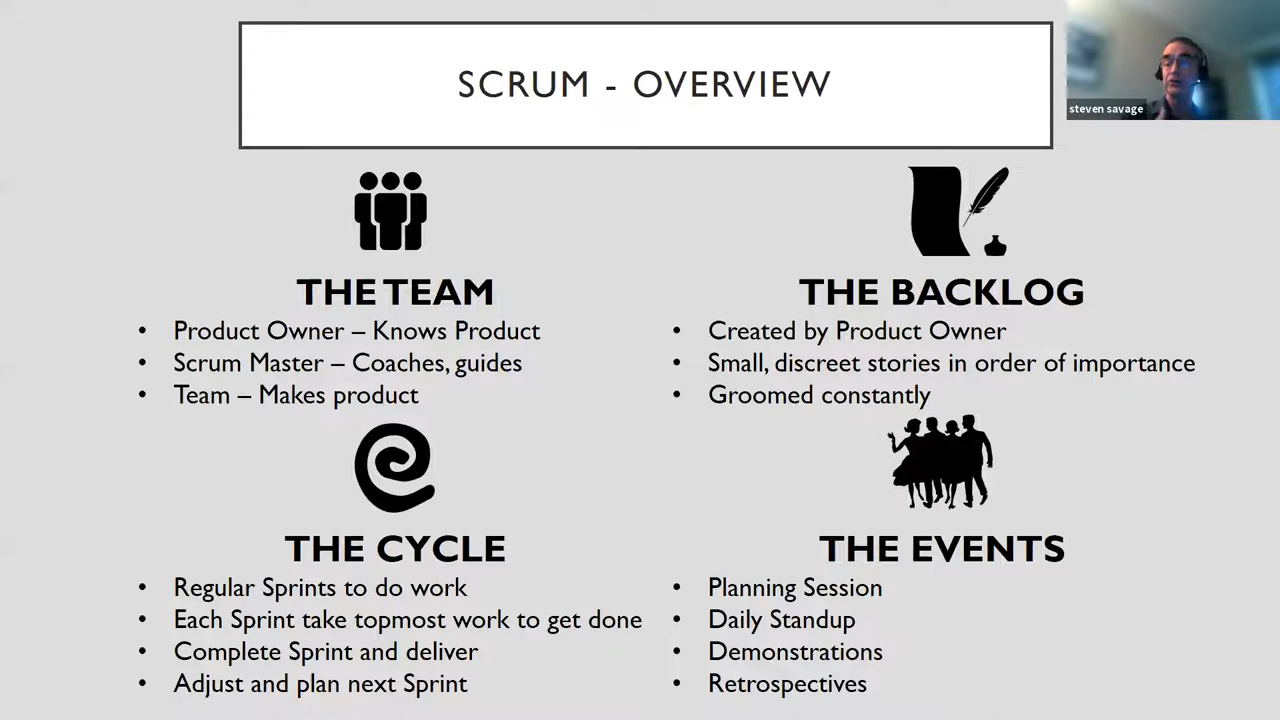 SCRUM - OVERVIEW
steven savage
THE TEAM
• Product Owner – Knows Product
• Scrum Master – Coaches, guides
• Team – Makes product
THE BACKLOG
• Created by Product Owner
• Small, discreet stories in order of importance
• Groomed constantly
THE CYCLE
• Regular Sprints to do work
• Each Sprint take topmost work to get done
• Complete Sprint and deliver
• Adjust and plan next Sprint
THE EVENTS
• Planning Session
• Daily Standup
• Demonstrations
• Retrospectives